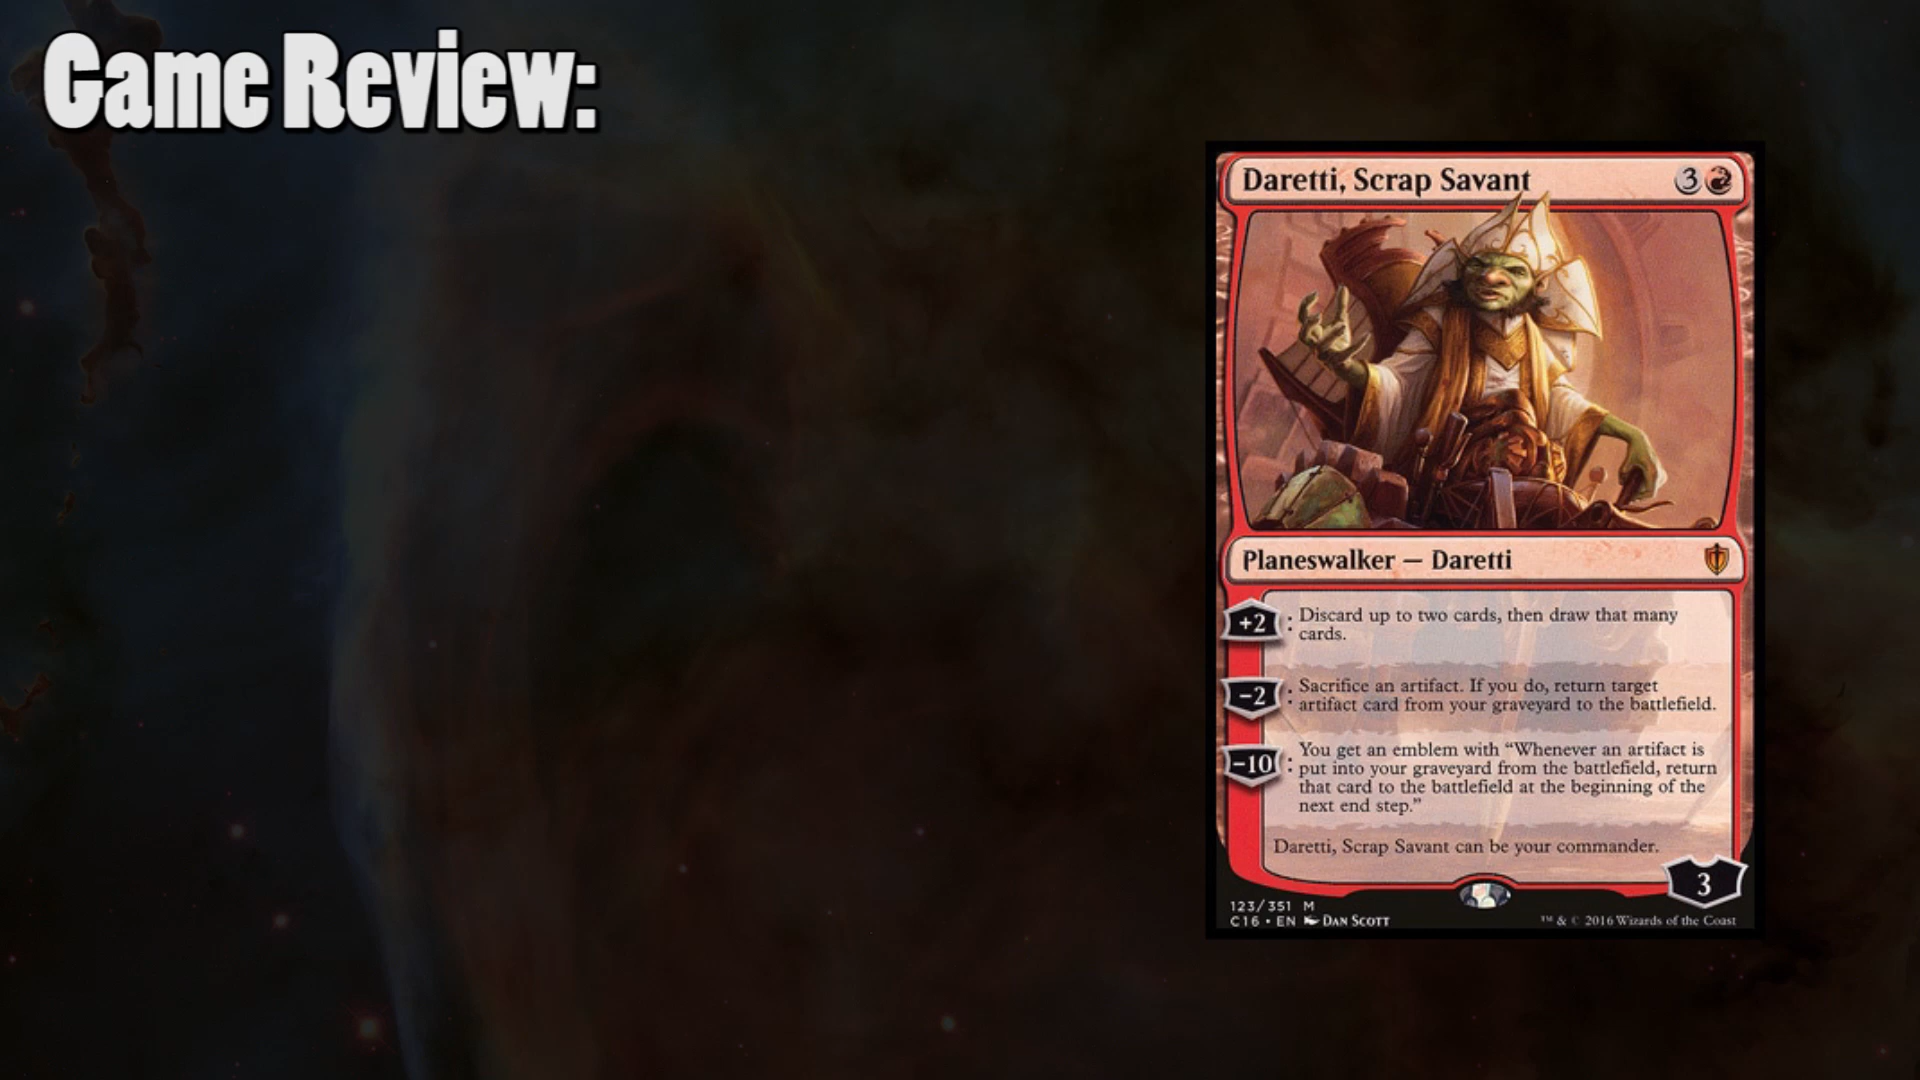 Game Review:
Daretti, Scrap Savant 3
Planeswalker — Daretti
+2 : Discard up to two cards, then draw that many
cards.
−2 : Sacrifice an artifact. If you do, return target
artifact card from your graveyard to the battlefield.
−10 : You get an emblem with “Whenever an artifact is
put into your graveyard from the battlefield, return
that card to the battlefield at the beginning of the
next end step.”
Daretti, Scrap Savant can be your commander.
3
123/351 M
C16 • EN Dan Scott
™ & © 2016 Wizards of the Coast